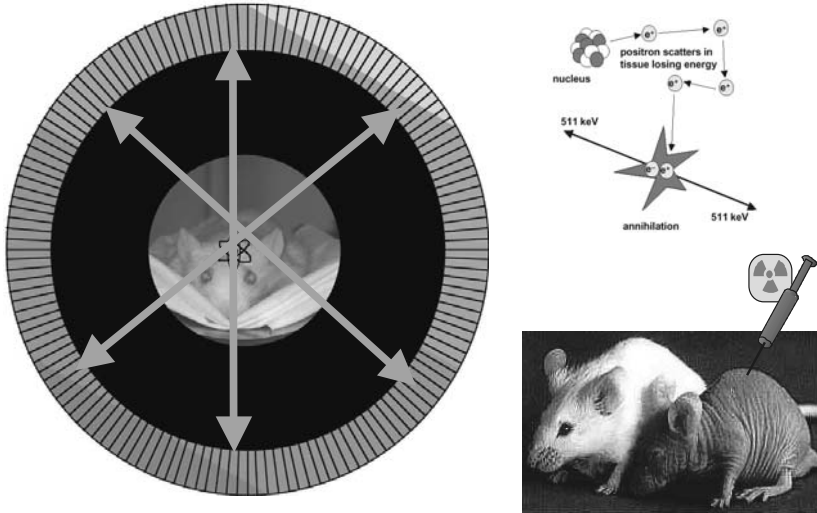 e⁺
e⁺
positron scatters in
tissue losing energy
nucleus
e⁺
e⁺
511 keV
e⁻ e⁺
511 keV
annihilation